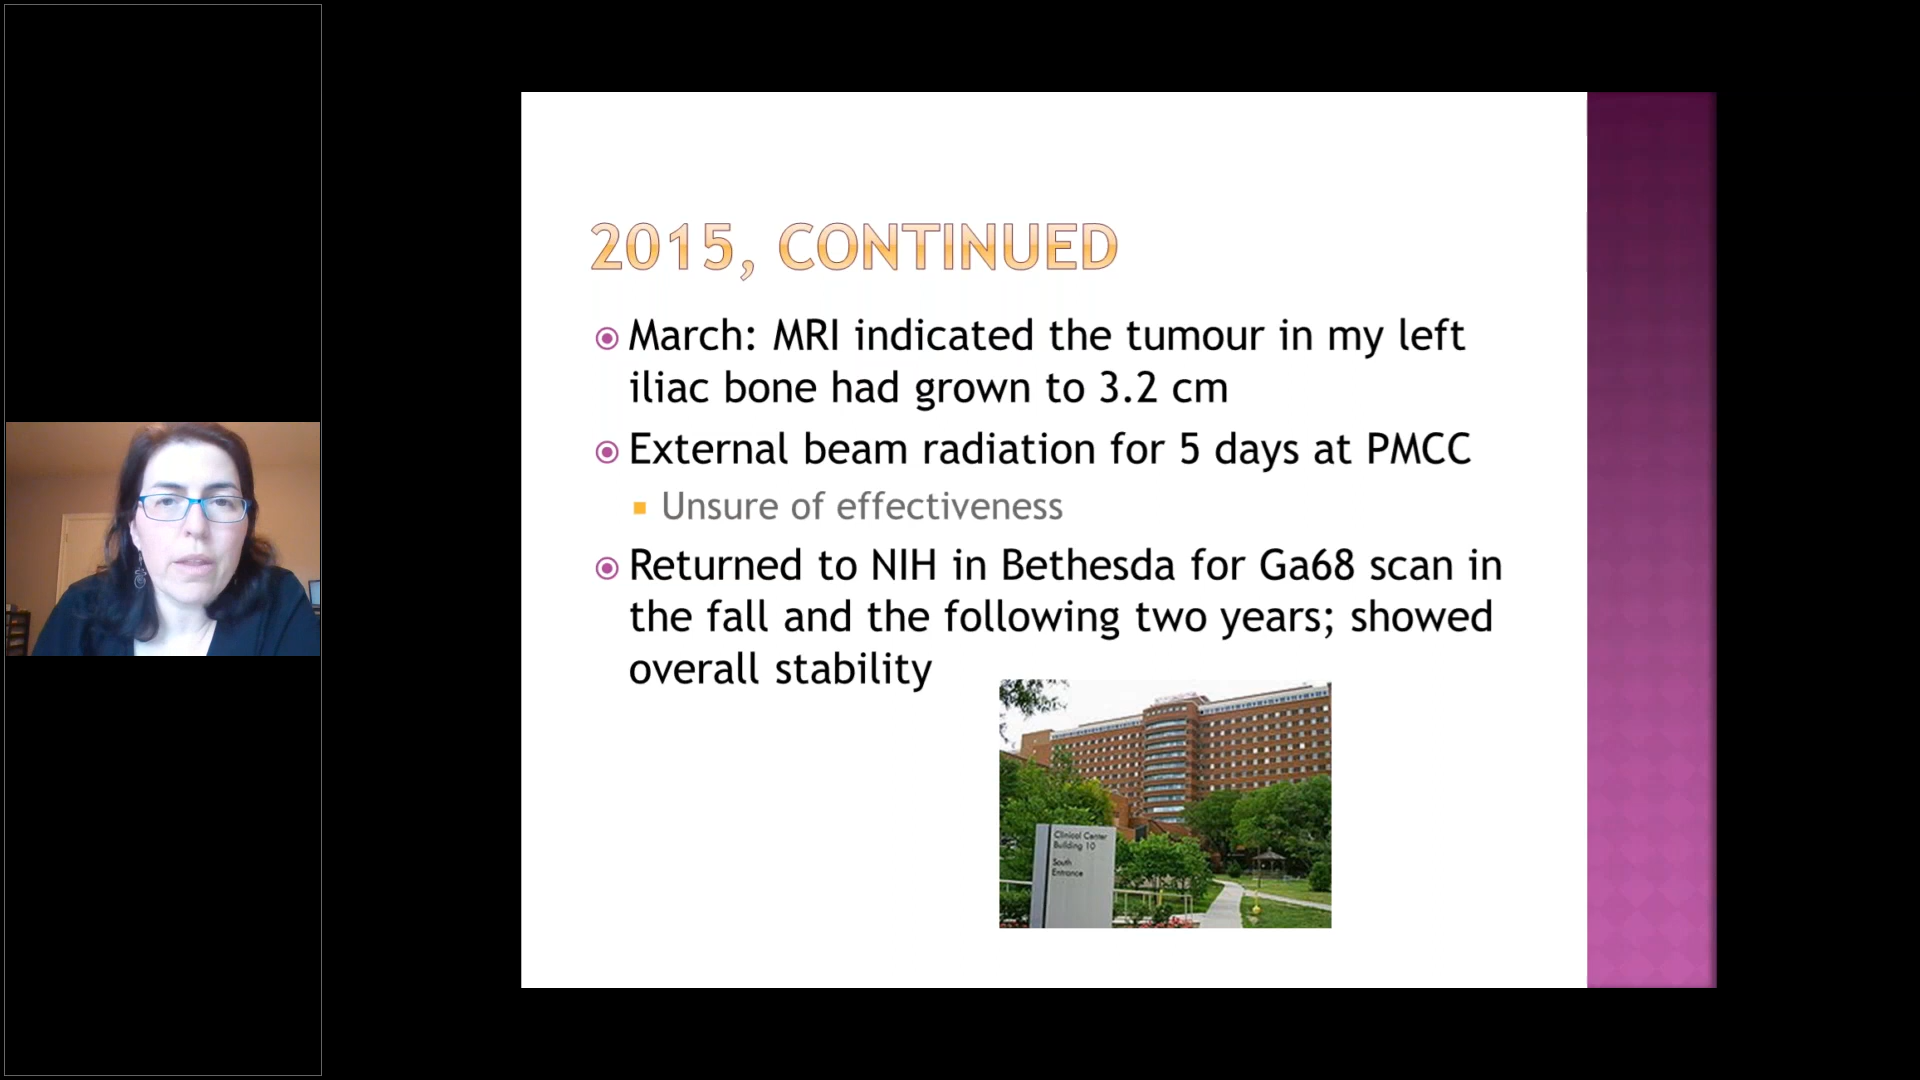 2015, CONTINUED
March: MRI indicated the tumour in my left
iliac bone had grown to 3.2 cm
External beam radiation for 5 days at PMCC
Unsure of effectiveness
Returned to NIH in Bethesda for Ga68 scan in
the fall and the following two years; showed
overall stability
Clinical Center
Building 10
South
Entrance